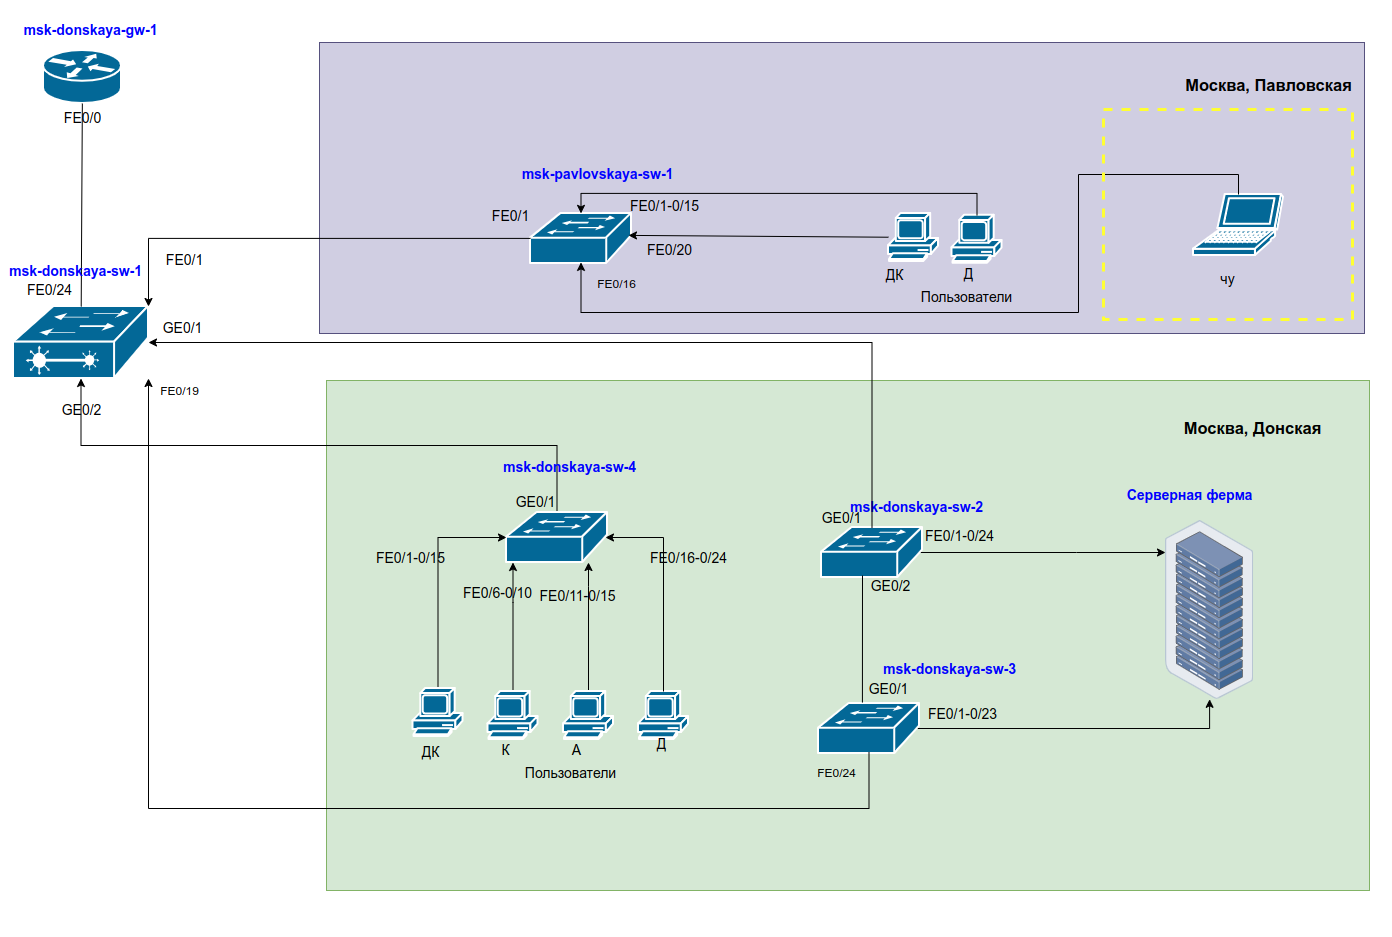 msk-donskaya-gw-1
FE0/0
Москва, Павловская
msk-pavlovskaya-sw-1
FE0/1
FE0/1-0/15
FE0/20
FE0/16
ДК
Д
Пользователи
чу
FE0/1
msk-donskaya-sw-1
FE0/24
GE0/1
FE0/19
GE0/2
Москва, Донская
msk-donskaya-sw-4
GE0/1
FE0/1-0/15
FE0/16-0/24
FE0/6-0/10
FE0/11-0/15
ДК
К
А
Д
Пользователи
msk-donskaya-sw-2
GE0/1
FE0/1-0/24
GE0/2
Серверная ферма
msk-donskaya-sw-3
GE0/1
FE0/1-0/23
FE0/24